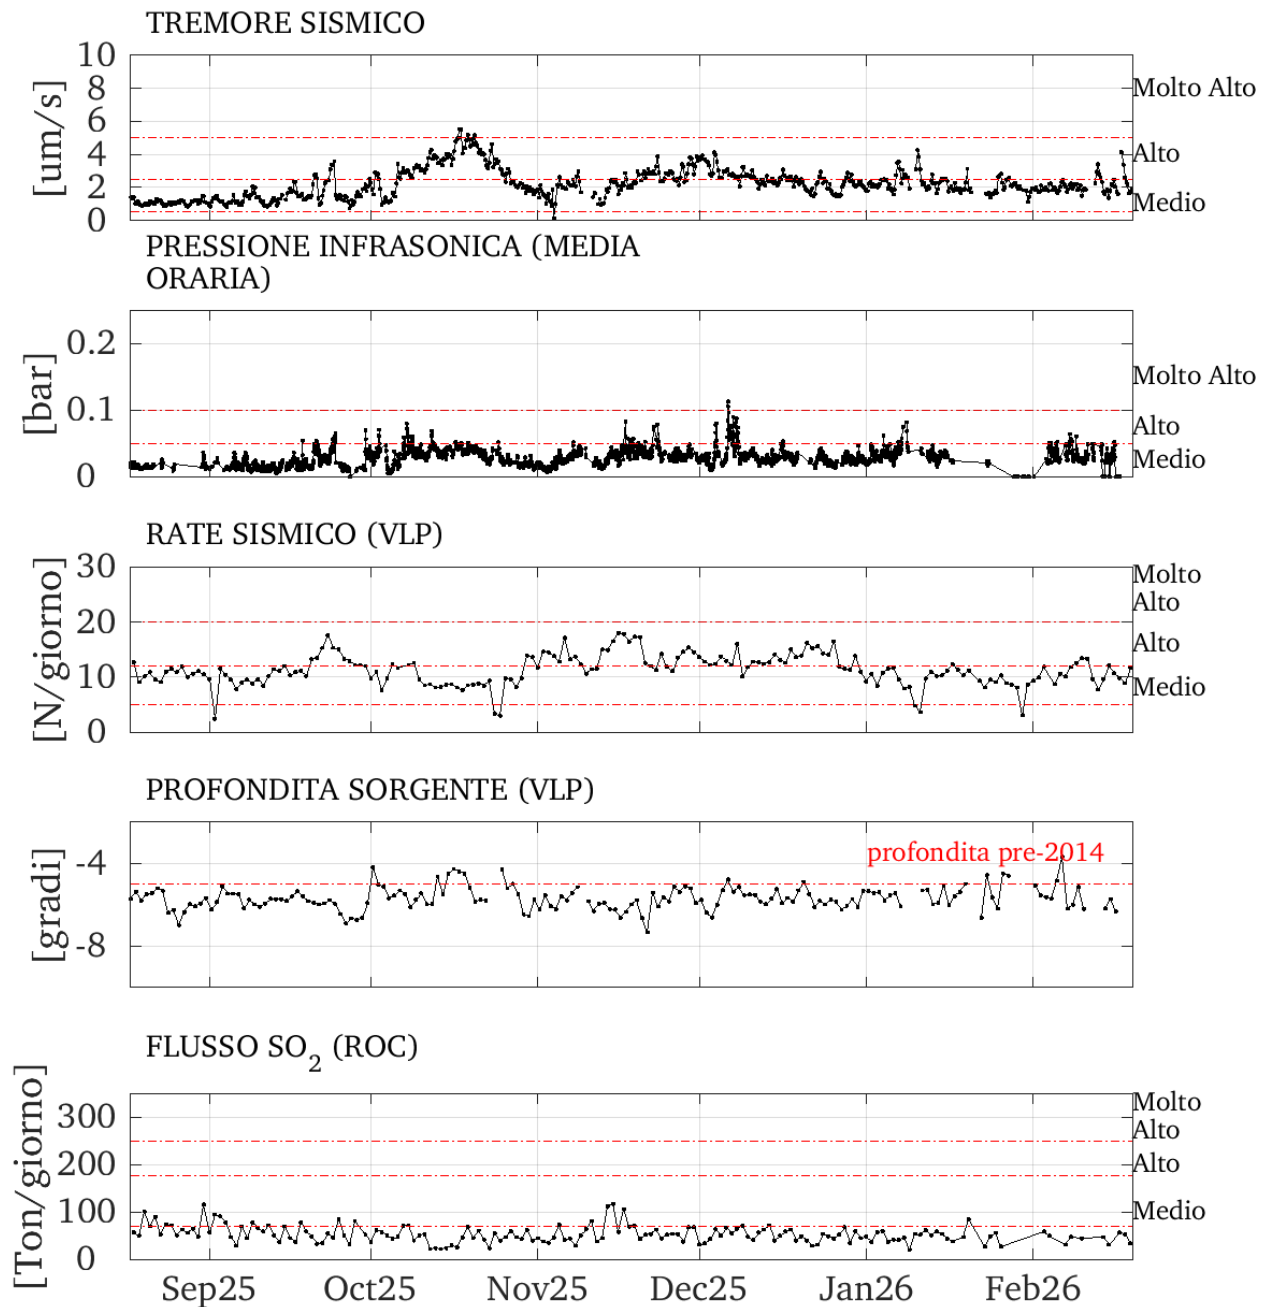 TREMORE SISMICO
[um/s]
10
8
6
4
2
0
Molto Alto
Alto
Medio
PRESSIONE INFRASONICA (MEDIA
ORARIA)
[bar]
0.2
0.1
0
Molto Alto
Alto
Medio
RATE SISMICO (VLP)
[N/giorno]
30
20
10
0
Molto
Alto
Alto
Medio
PROFONDITA SORGENTE (VLP)
[gradi]
-4
-8
profondita pre-2014
FLUSSO SO2 (ROC)
[Ton/giorno]
300
200
100
0
Molto
Alto
Alto
Medio
Sep25 Oct25 Nov25 Dec25 Jan26 Feb26